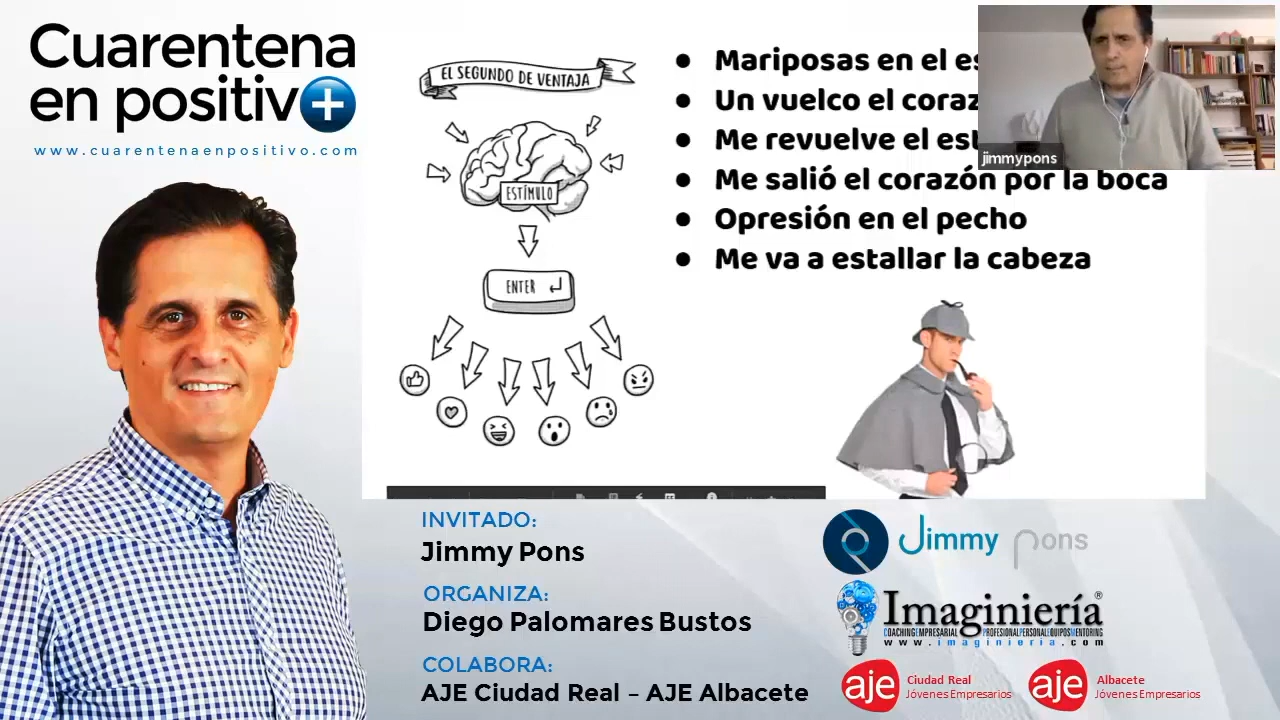 Cuarentena
en positiv+
www.cuarentenaenpositivo.com
EL SEGUNDO DE VENTAJA
ESTÍMULO
ENTER
Mariposas en el
Un vuelco el
Me revuelve el
Me salió el corazón por la boca
Opresión en el pecho
Me va a estallar la cabeza
jimmypons
INVITADO:
Jimmy Pons
ORGANIZA:
Diego Palomares Bustos
COLABORA:
AJE Ciudad Real – AJE Albacete
Jimmy pons
Imaginiería®
COACHINGEMPRESARIAL PROFESIONALPERSONALEQUIPOSMENTORING
www.imaginieria.com
aje Ciudad Real
Jóvenes Empresarios
aje Albacete
Jóvenes Empresarios